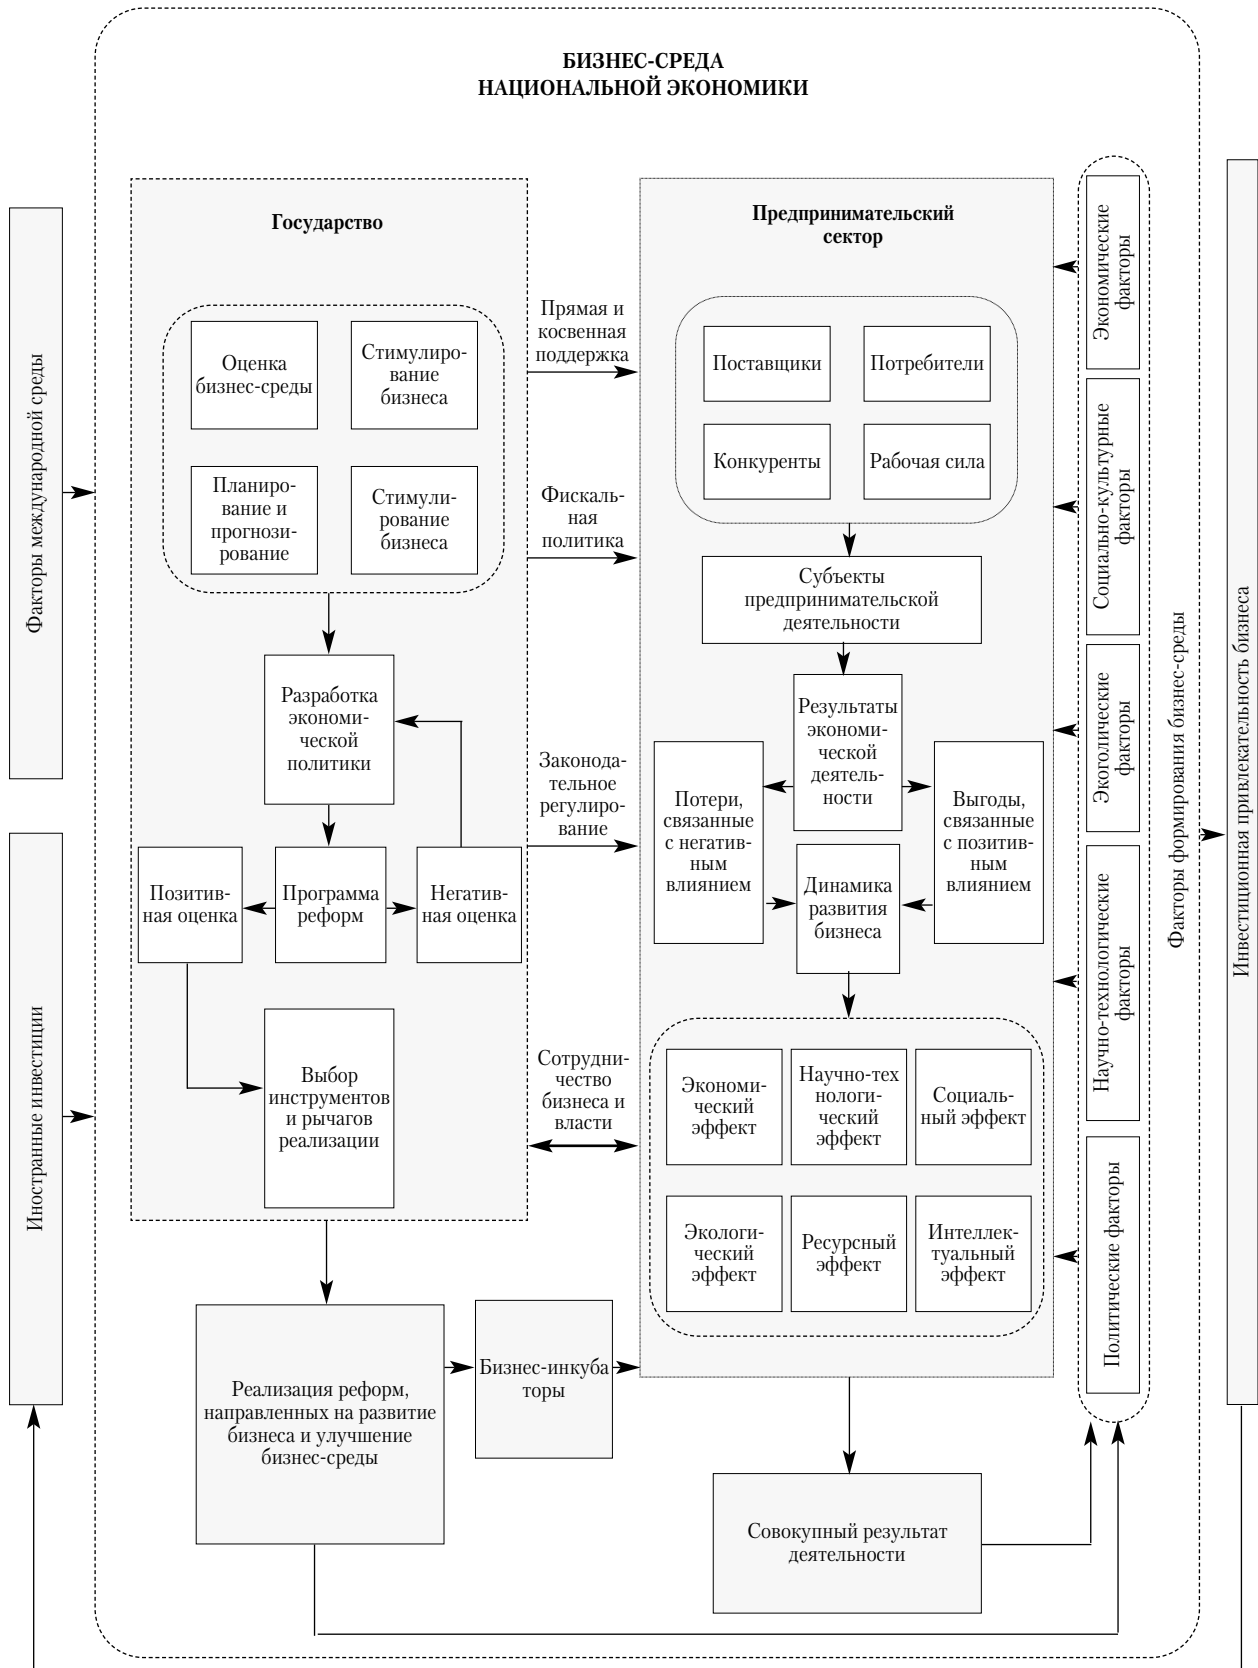 БИЗНЕС-СРЕДА
НАЦИОНАЛЬНОЙ ЭКОНОМИКИ
Факторы международной среды
Иностранные инвестиции
Государство
Оценка
бизнес-среды
Стимулиро-
вание
бизнеса
Планиро-
вание и
прогнози-
рование
Стимули-
рование
бизнеса
Разработка
экономи-
ческой
политики
Позитив-
ная оценка
Программа
реформ
Негатив-
ная оценка
Выбор
инструментов
и рычагов
реализации
Прямая и
косвенная
поддержка
Фискаль-
ная
политика
Законода-
тельное
регулиро-
вание
Сотрудни-
чество
бизнеса и
власти
Предпринимательский
сектор
Поставщики
Потребители
Конкуренты
Рабочая сила
Субъекты
предпринимательской
деятельности
Результаты
экономи-
ческой
деятель-
ности
Потери,
связанные
с негатив-
ным
влиянием
Выгоды,
связанные
с позитив-
ным
влиянием
Динамика
развития
бизнеса
Экономи-
ческий
эффект
Научно-тех
нологи-
ческий
эффект
Социаль-
ный эффект
Экологи-
ческий
эффект
Ресурсный
эффект
Интеллек-
туальный
эффект
Реализация реформ,
направленных на развитие
бизнеса и улучшение
бизнес-среды
Бизнес-инкуба
торы
Совокупный результат
деятельности
Экономические
факторы
Социально-культурные
факторы
Экоголические
факторы
Научно-технологические
факторы
Политические факторы
Факторы формирования бизнес-среды
Инвестиционная привлекательность бизнеса